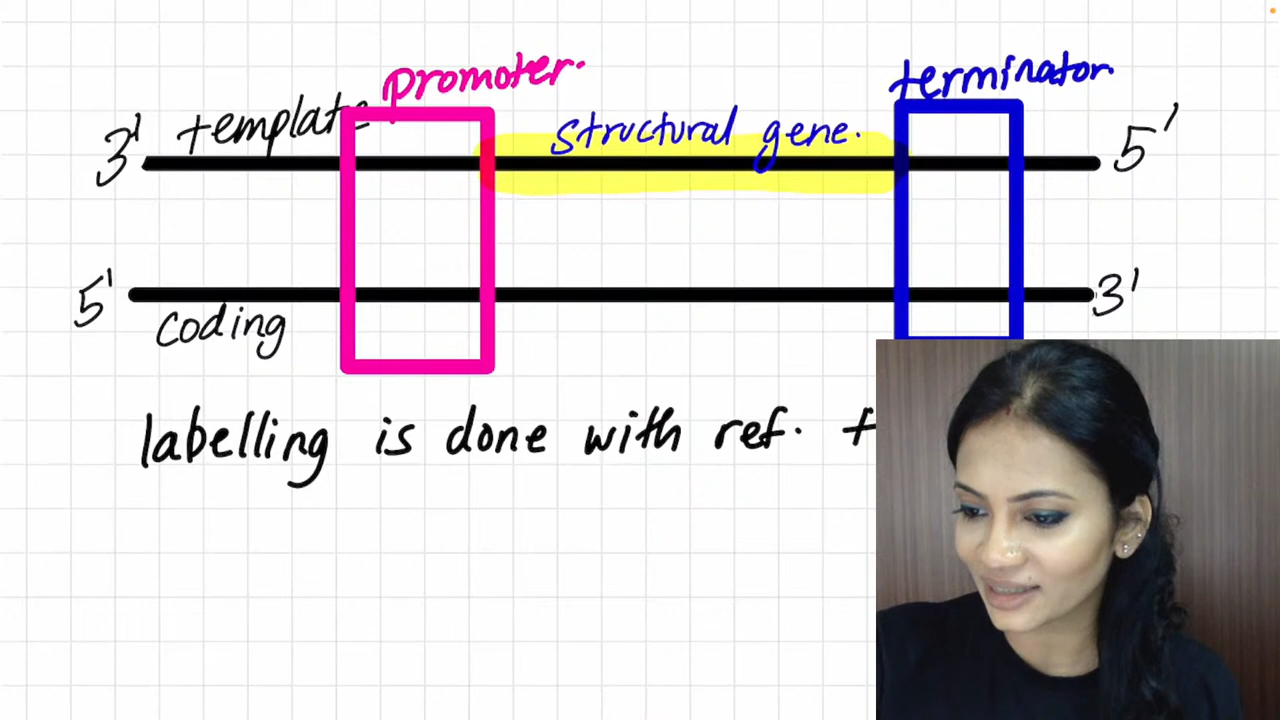 promoter.
terminator.
3' template structural gene. 5'
5' 3'
coding
labelling is done with ref.